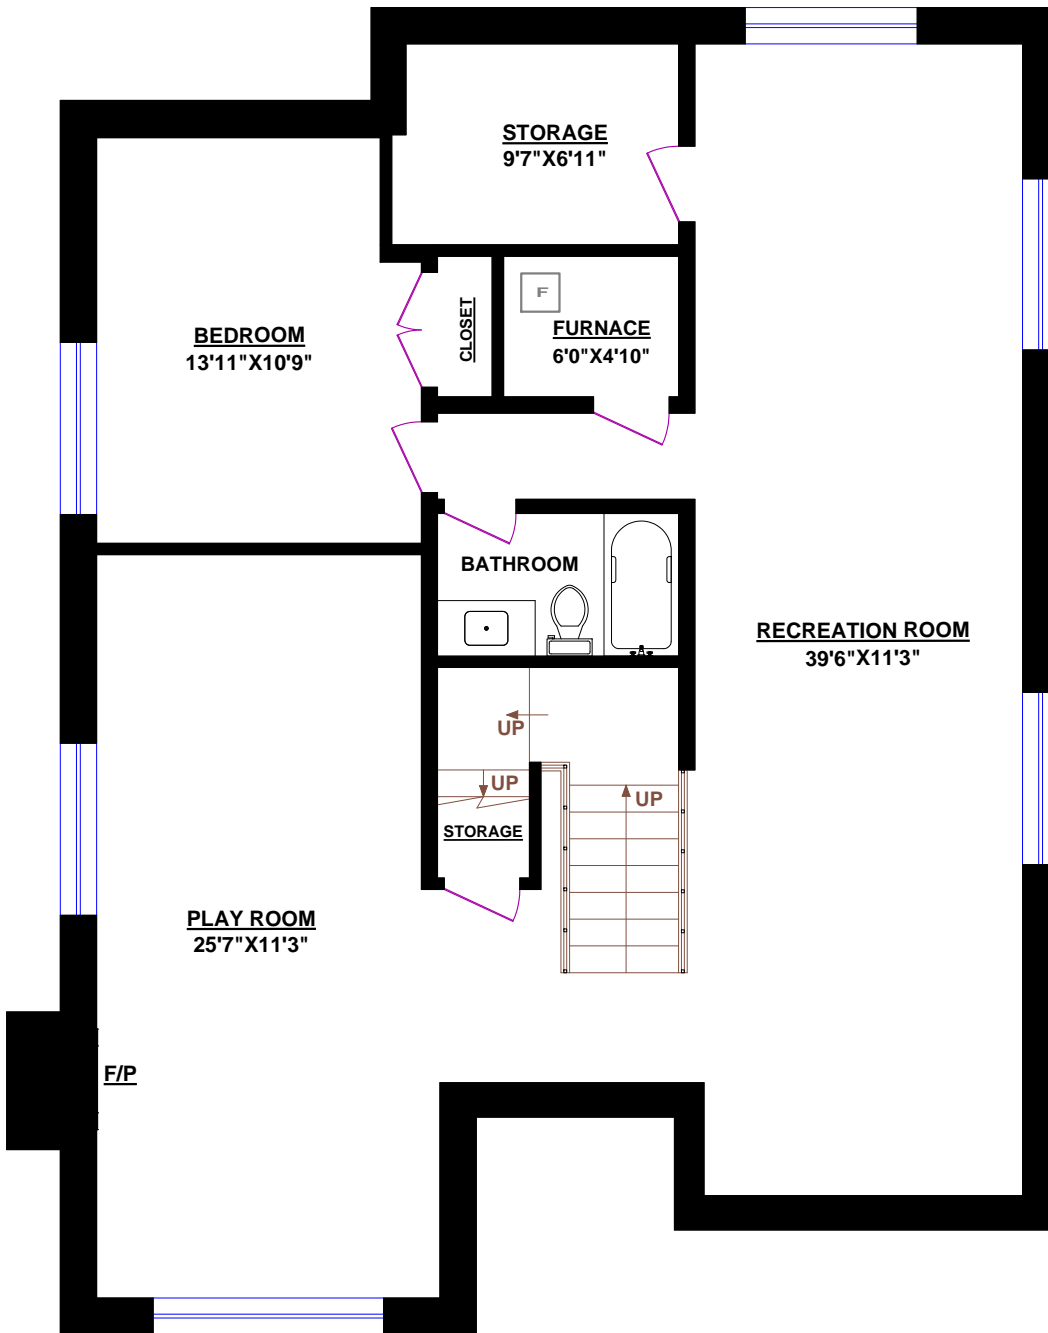 STORAGE
9'7"X6'11"
F
CLOSET
BEDROOM
13'11"X10'9"
FURNACE
6'0"X4'10"
BATHROOM
RECREATION ROOM
39'6"X11'3"
UP
UP
UP
STORAGE
PLAY ROOM
25'7"X11'3"
F/P